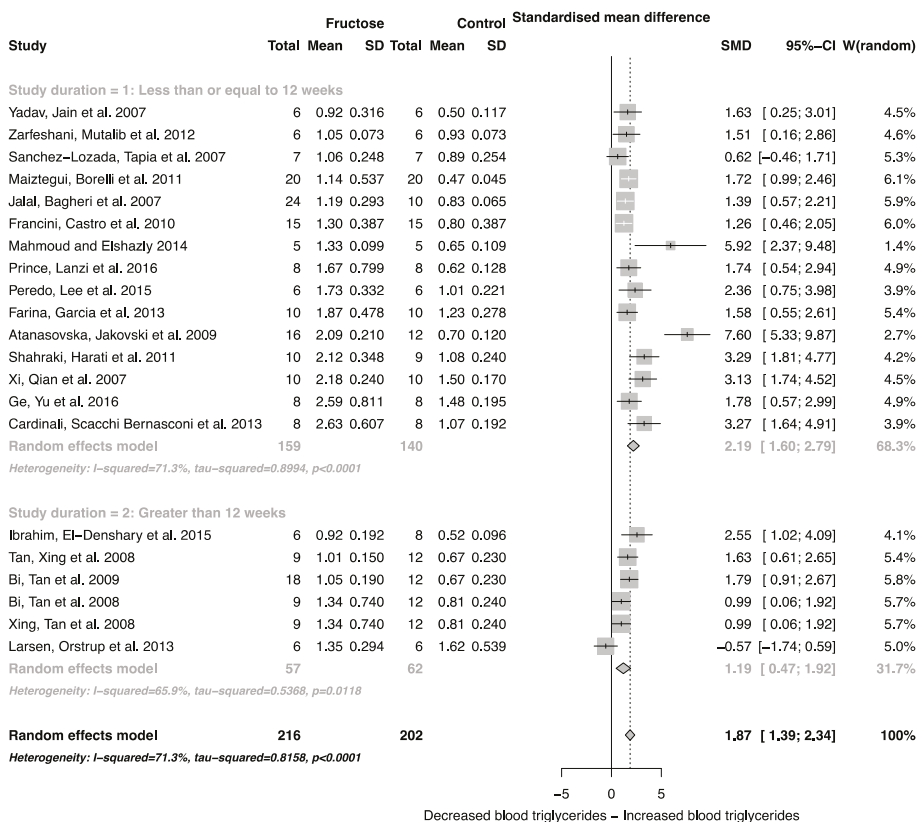 Fructose Control Standardised mean difference
Study Total Mean SD Total Mean SD SMD 95%−CI W(random)
Study duration = 1: Less than or equal to 12 weeks
Yadav, Jain et al. 2007 6 0.92 0.316 6 0.50 0.117 1.63 [ 0.25; 3.01] 4.5%
Zarfeshani, Mutalib et al. 2012 6 1.05 0.073 6 0.93 0.073 1.51 [ 0.16; 2.86] 4.6%
Sanchez−Lozada, Tapia et al. 2007 7 1.06 0.248 7 0.89 0.254 0.62 [−0.46; 1.71] 5.3%
Maiztegui, Borelli et al. 2011 20 1.14 0.537 20 0.47 0.045 1.72 [ 0.99; 2.46] 6.1%
Jalal, Bagheri et al. 2007 24 1.19 0.293 10 0.83 0.065 1.39 [ 0.57; 2.21] 5.9%
Francini, Castro et al. 2010 15 1.30 0.387 15 0.80 0.387 1.26 [ 0.46; 2.05] 6.0%
Mahmoud and Elshazly 2014 5 1.33 0.099 5 0.65 0.109 5.92 [ 2.37; 9.48] 1.4%
Prince, Lanzi et al. 2016 8 1.67 0.799 8 0.62 0.128 1.74 [ 0.54; 2.94] 4.9%
Peredo, Lee et al. 2015 6 1.73 0.332 6 1.01 0.221 2.36 [ 0.75; 3.98] 3.9%
Farina, Garcia et al. 2013 10 1.87 0.478 10 1.23 0.278 1.58 [ 0.55; 2.61] 5.4%
Atanasovska, Jakovski et al. 2009 16 2.09 0.210 12 0.70 0.120 7.60 [ 5.33; 9.87] 2.7%
Shahraki, Harati et al. 2011 10 2.12 0.348 9 1.08 0.240 3.29 [ 1.81; 4.77] 4.2%
Xi, Qian et al. 2007 10 2.18 0.240 10 1.50 0.170 3.13 [ 1.74; 4.52] 4.5%
Ge, Yu et al. 2016 8 2.59 0.811 8 1.48 0.195 1.78 [ 0.57; 2.99] 4.9%
Cardinali, Scacchi Bernasconi et al. 2013 8 2.63 0.607 8 1.07 0.192 3.27 [ 1.64; 4.91] 3.9%
Random effects model 159 140 2.19 [ 1.60; 2.79] 68.3%
Heterogeneity: I−squared=71.3%, tau−squared=0.8994, p<0.0001
Study duration = 2: Greater than 12 weeks
Ibrahim, El−Denshary et al. 2015 6 0.92 0.192 8 0.52 0.096 2.55 [ 1.02; 4.09] 4.1%
Tan, Xing et al. 2008 9 1.01 0.150 12 0.67 0.230 1.63 [ 0.61; 2.65] 5.4%
Bi, Tan et al. 2009 18 1.05 0.190 12 0.67 0.230 1.79 [ 0.91; 2.67] 5.8%
Bi, Tan et al. 2008 9 1.34 0.740 12 0.81 0.240 0.99 [ 0.06; 1.92] 5.7%
Xing, Tan et al. 2008 9 1.34 0.740 12 0.81 0.240 0.99 [ 0.06; 1.92] 5.7%
Larsen, Orstrup et al. 2013 6 1.35 0.294 6 1.62 0.539 −0.57 [−1.74; 0.59] 5.0%
Random effects model 57 62 1.19 [ 0.47; 1.92] 31.7%
Heterogeneity: I−squared=65.9%, tau−squared=0.5368, p=0.0118
Random effects model 216 202 1.87 [ 1.39; 2.34] 100%
Heterogeneity: I−squared=71.3%, tau−squared=0.8158, p<0.0001
−5 0 5
Decreased blood triglycerides − Increased blood triglycerides